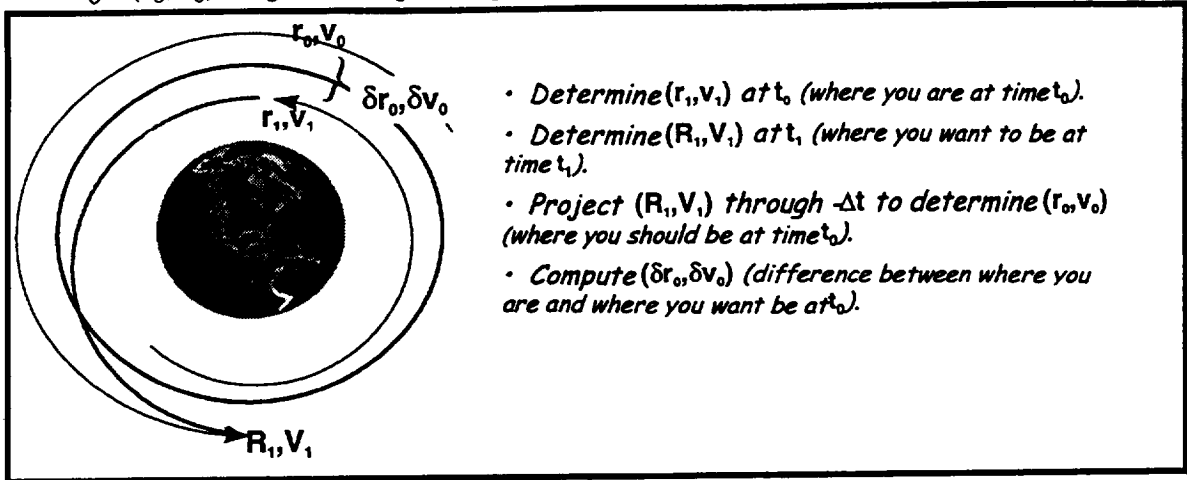 r₀,v₀
δr₀,δv₀
r₁,v₁
R₁,V₁
· Determine (r₁,v₁) at t₀ (where you are at time t₀).
· Determine (R₁,V₁) at t₁ (where you want to be at
time t₁).
· Project (R₁,V₁) through -Δt to determine (r₀,v₀)
(where you should be at time t₀).
· Compute (δr₀,δv₀) (difference between where you
are and where you want be at t₀).